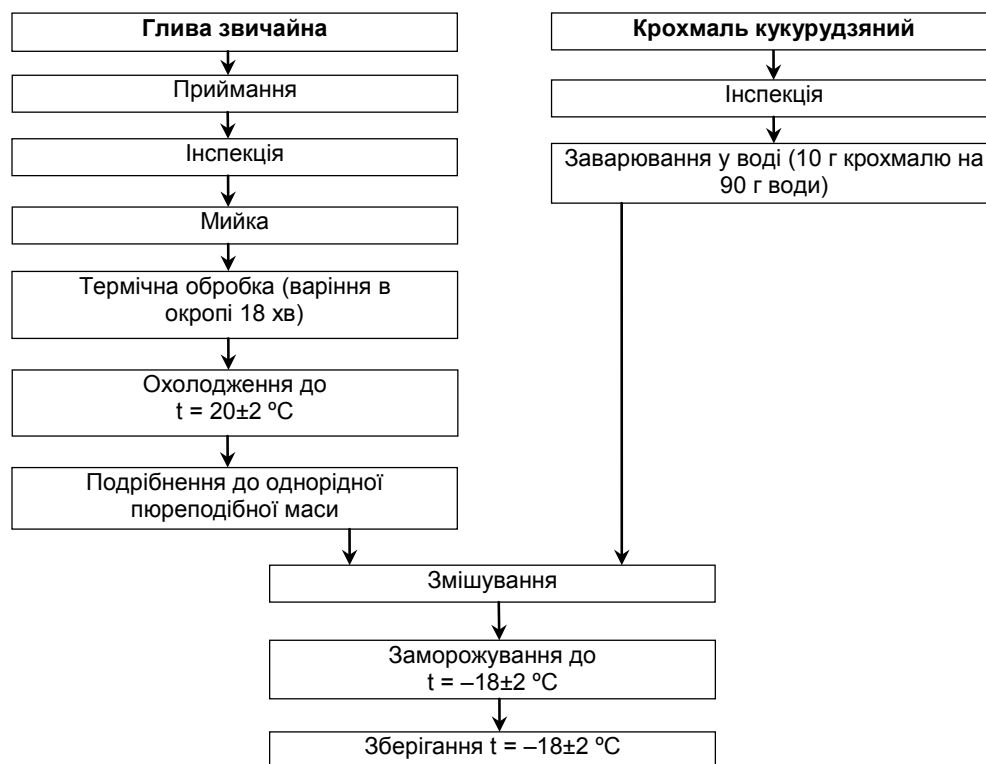 Глива звичайна
Приймання
Інспекція
Мийка
Термічна обробка (варіння в
окропі 18 хв)
Охолодження до
t = 20±2 ºС
Подрібнення до однорідної
пюреподібної маси
Крохмаль кукурудзяний
Інспекція
Заварювання у воді (10 г крохмалю на
90 г води)
Змішування
Заморожування до
t = –18±2 ºС
Зберігання t = –18±2 ºС